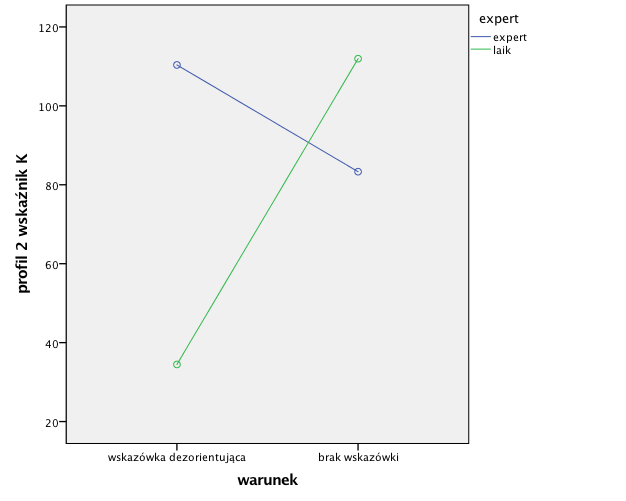 expert
expert
laik
120
100
80
60
40
20
profil 2 wskaźnik K
wskazówka dezorientująca
brak wskazówki
warunek